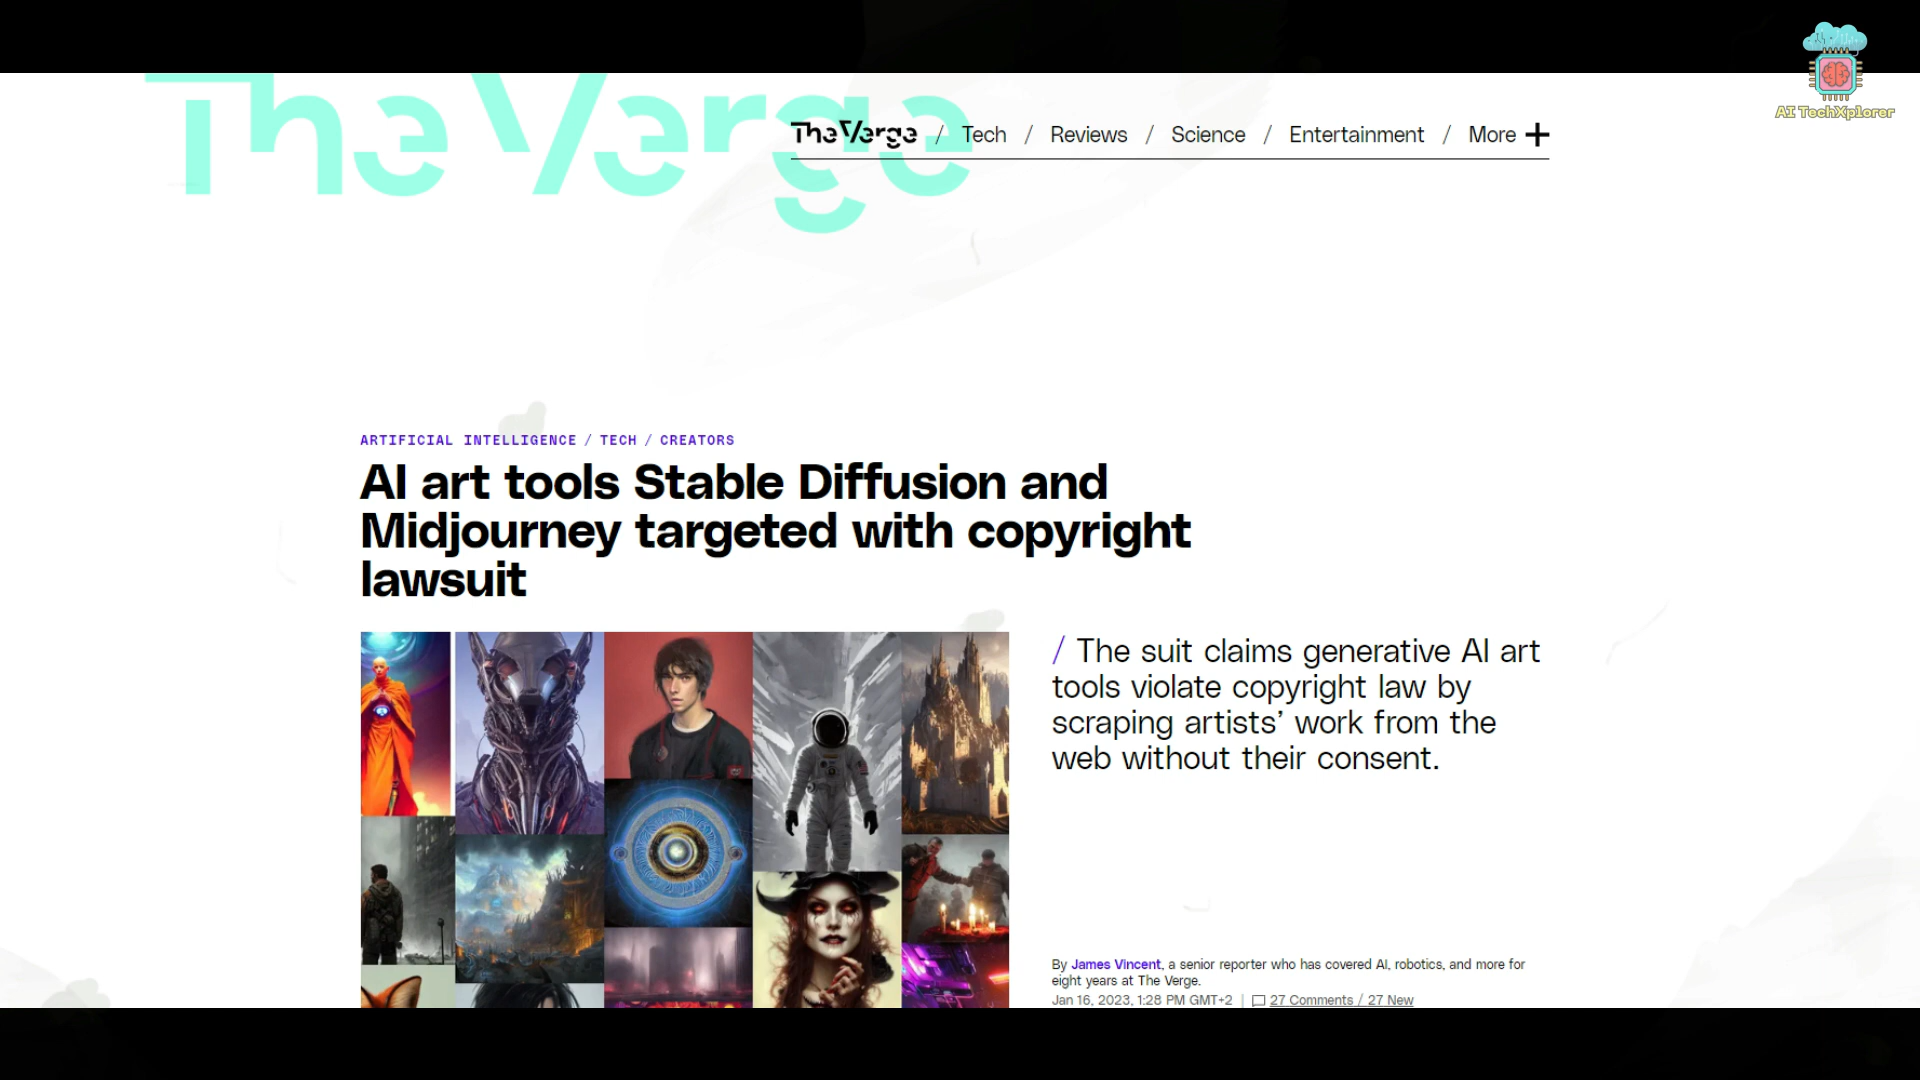 The Verge
The Verge / Tech / Reviews / Science / Entertainment / More +
AI TechXplorer
ARTIFICIAL INTELLIGENCE / TECH / CREATORS
AI art tools Stable Diffusion and
Midjourney targeted with copyright
lawsuit
/ The suit claims generative AI art
tools violate copyright law by
scraping artists’ work from the
web without their consent.
By James Vincent, a senior reporter who has covered AI, robotics, and more for
eight years at The Verge.
Jan 16, 2023, 1:28 PM GMT+2 | 27 Comments / 27 New